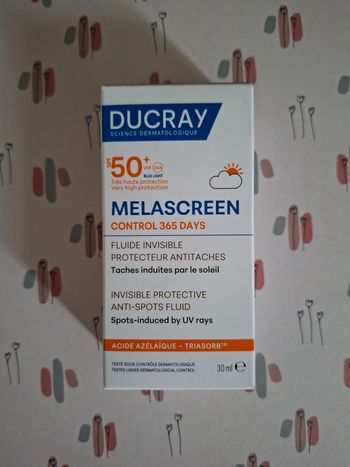 DUCRAY
SCIENCE DERMATOLOGIQUE
SPF 50+ UVB UVA
BLUE LIGHT
Très haute protection
Very high protection
MELASCREEN
CONTROL 365 DAYS
FLUIDE INVISIBLE
PROTECTEUR ANTITACHES
Taches induites par le soleil
INVISIBLE PROTECTIVE
ANTI-SPOTS FLUID
Spots-induced by UV rays
ACIDE AZÉLAÏQUE - TRIASORB™
TESTÉ SOUS CONTRÔLE DERMATOLOGIQUE
TESTED UNDER DERMATOLOGICAL CONTROL
30 ml ℮